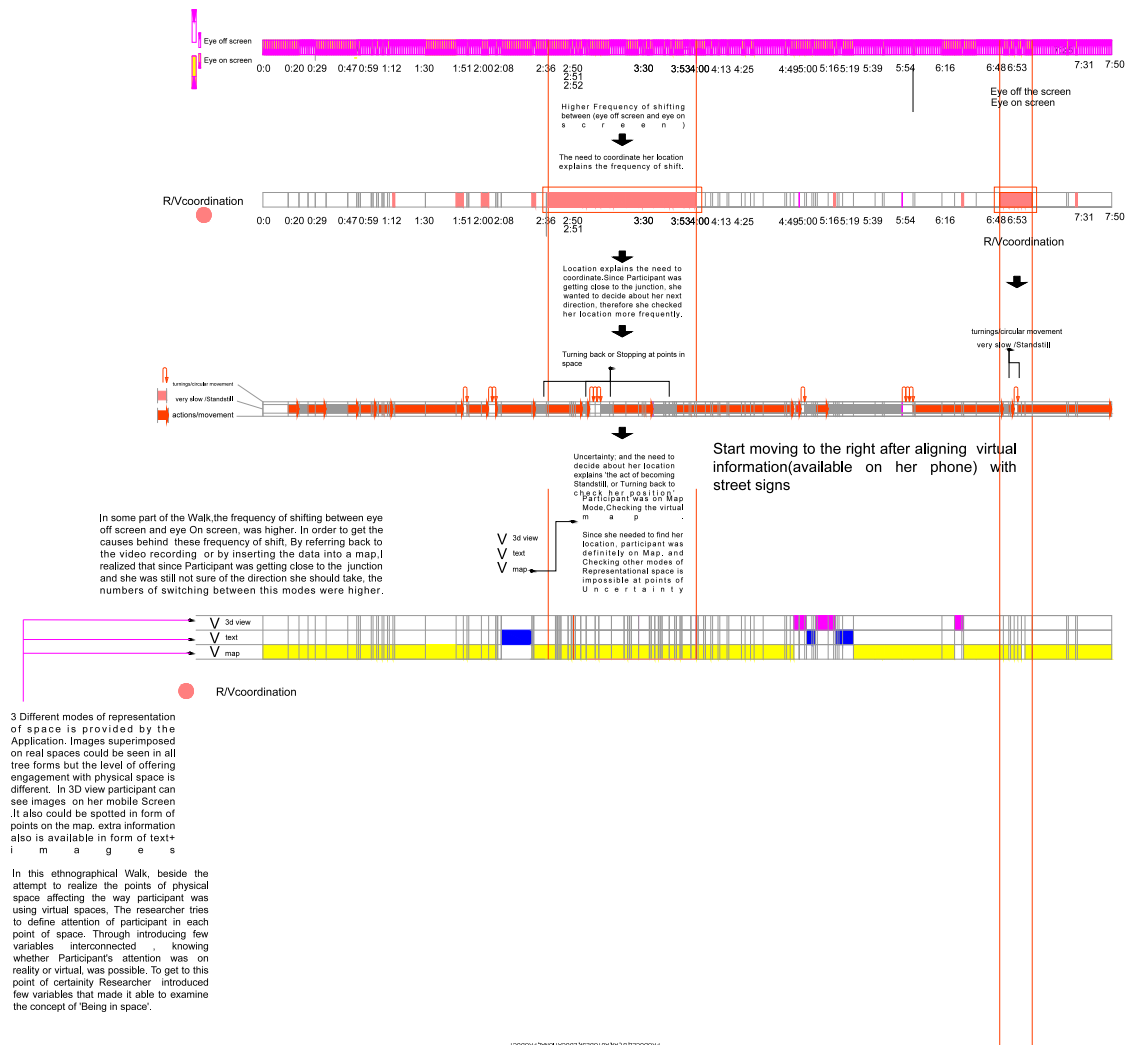 Eye off screen
Eye on screen
0:0 0:20 0:29 0:47 0:59 1:12 1:30 1:51 2:00 2:08 2:36 2:50 3:30 3:53 4:00 4:13 4:25 4:49 5:00 5:16 5:19 5:39 5:54 6:16 6:48 6:53 7:31 7:50
2:51
2:52
Eye off the screen
Eye on screen
Higher Frequency of shifting
between (eye off screen and eye on
screen)
The need to coordinate her location
explains the frequency of shift.
R/Vcoordination
0:0 0:20 0:29 0:47 0:59 1:12 1:30 1:51 2:00 2:08 2:36 2:50 3:30 3:53 4:00 4:13 4:25 4:49 5:00 5:16 5:19 5:39 5:54 6:16 6:48 6:53 7:31 7:50
2:51
R/Vcoordination
Location explains the need to
coordinate.Since Participant was
getting close to the junction, she
wanted to decide about her next
direction, therefore she checked
her location more frequently.
turnings/circular movement
very slow /Standstill
Turning back or Stopping at points in
space
turnings/circular movement
very slow /Standstill
actions/movement
Start moving to the right after aligning virtual
information(available on her phone) with
street signs
Uncertainty; and the need to
decide about her location
explains 'the act of becoming
Standstill, or Turning back to
check her position'
Participant was on Map
Mode,Checking the virtual
map.
Since she needed to find her
location, participant was
definitely on Map, and
Checking other modes of
Representational space is
impossible at points of
Uncertainty
V 3d view
V text
V map
In some part of the Walk,the frequency of shifting between eye
off screen and eye On screen, was higher. In order to get the
causes behind these frequency of shift, By referring back to
the video recording or by inserting the data into a map,I
realized that since Participant was getting close to the junction
and she was still not sure of the direction she should take, the
numbers of switching between this modes were higher.
V 3d view
V text
V map
R/Vcoordination
3 Different modes of representation
of space is provided by the
Application. Images superimposed
on real spaces could be seen in all
tree forms but the level of offering
engagement with physical space is
different. In 3D view participant can
see images on her mobile Screen
.It also could be spotted in form of
points on the map. extra information
also is available in form of text+
images
In this ethnographical Walk, beside the
attempt to realize the points of physical
space affecting the way participant was
using virtual spaces, The researcher tries
to define attention of participant in each
point of space. Through introducing few
variables interconnected , knowing
whether Participant's attention was on
reality or virtual, was possible. To get to this
point of certainity Researcher introduced
few variables that made it able to examine
the concept of 'Being in space'.